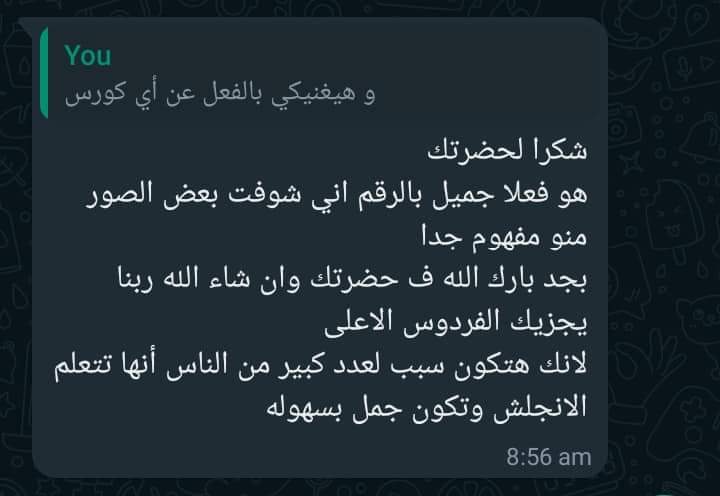 You
و هيغنيكي بالفعل عن أي كورس
شكرا لحضرتك
هو فعلا جميل بالرقم اني شوفت بعض الصور
منو مفهوم جدا
بجد بارك الله ف حضرتك وان شاء الله ربنا
يجزيك الفردوس الاعلى
لانك هتكون سبب لعدد كبير من الناس أنها تتعلم
الانجلش وتكون جمل بسهوله
8:56 am